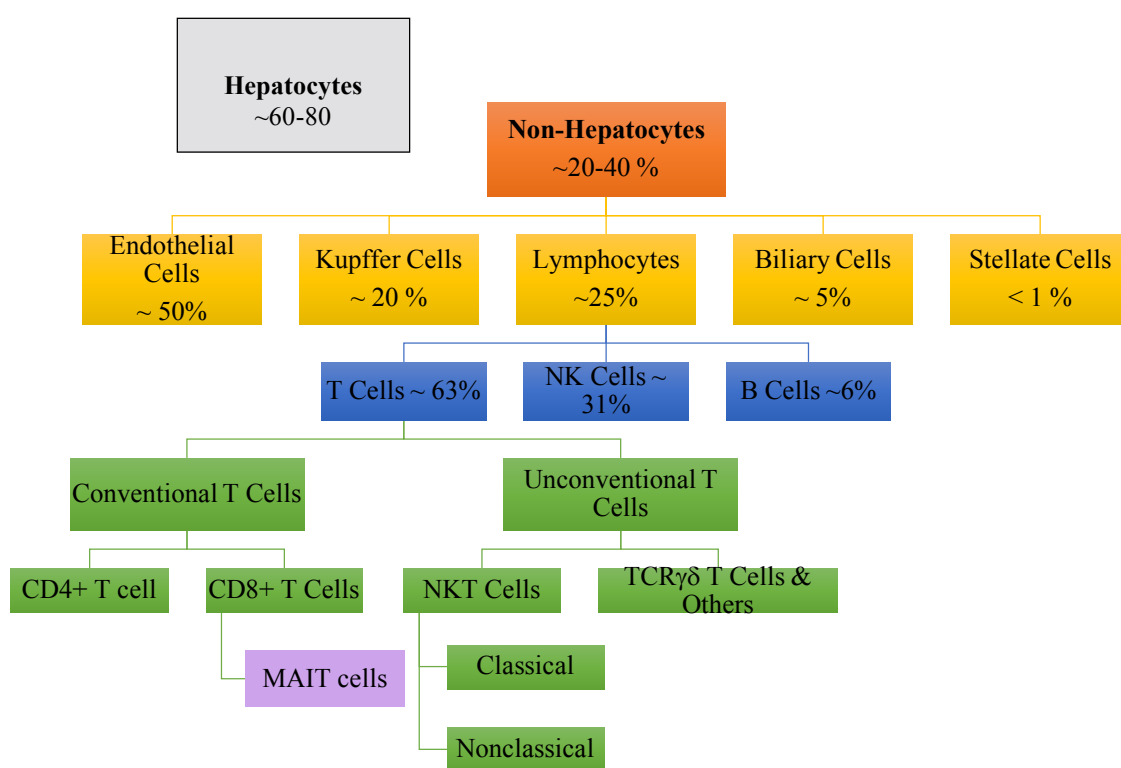 Hepatocytes
~60-80
Non-Hepatocytes
~20-40 %
Endothelial
Cells
~ 50%
Kupffer Cells
~ 20 %
Lymphocytes
~25%
Biliary Cells
~ 5%
Stellate Cells
< 1 %
T Cells ~ 63%
NK Cells ~
31%
B Cells ~6%
Conventional T Cells
Unconventional T
Cells
CD4+ T cell
CD8+ T Cells
NKT Cells
TCRγδ T Cells &
Others
MAIT cells
Classical
Nonclassical